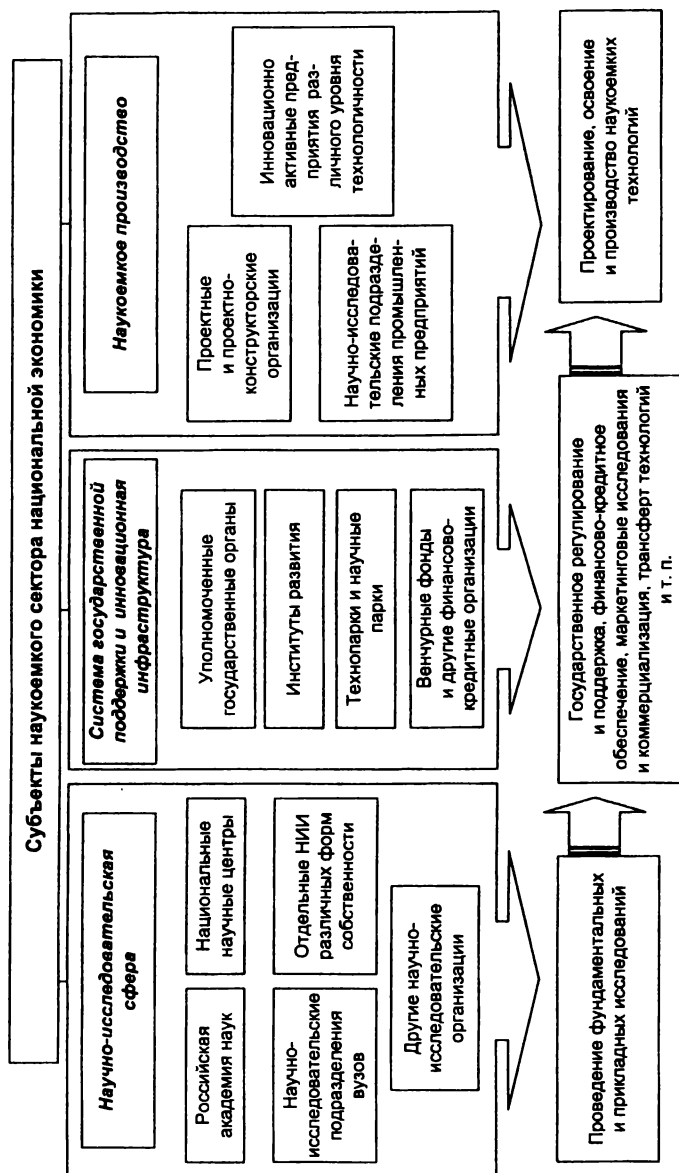 Субъекты наукоемкого сектора национальной экономики
Научно-исследовательская
сфера
Российская
академия наук
Национальные
научные центры
Научно-
исследовательские
подразделения
вузов
Отдельные НИИ
различных форм
собственности
Другие научно-
исследовательские
организации
Проведение фундаментальных
и прикладных исследований
Система государственной
поддержки и инновационная
инфраструктура
Уполномоченные
государственные органы
Институты развития
Технопарки и научные
парки
Венчурные фонды
и другие финансово-
кредитные организации
Государственное регулирование
и поддержка, финансово-кредитное
обеспечение, маркетинговые исследования
и коммерциализация, трансферт технологий
и т. п.
Наукоемкое производство
Проектные
и проектно-
конструкторские
организации
Инновационно
активные пред-
приятия раз-
личного уровня
технологичности
Научно-исследова-
тельские подразде-
ления промышлен-
ных предприятий
Проектирование, освоение
и производство наукоемких
технологий